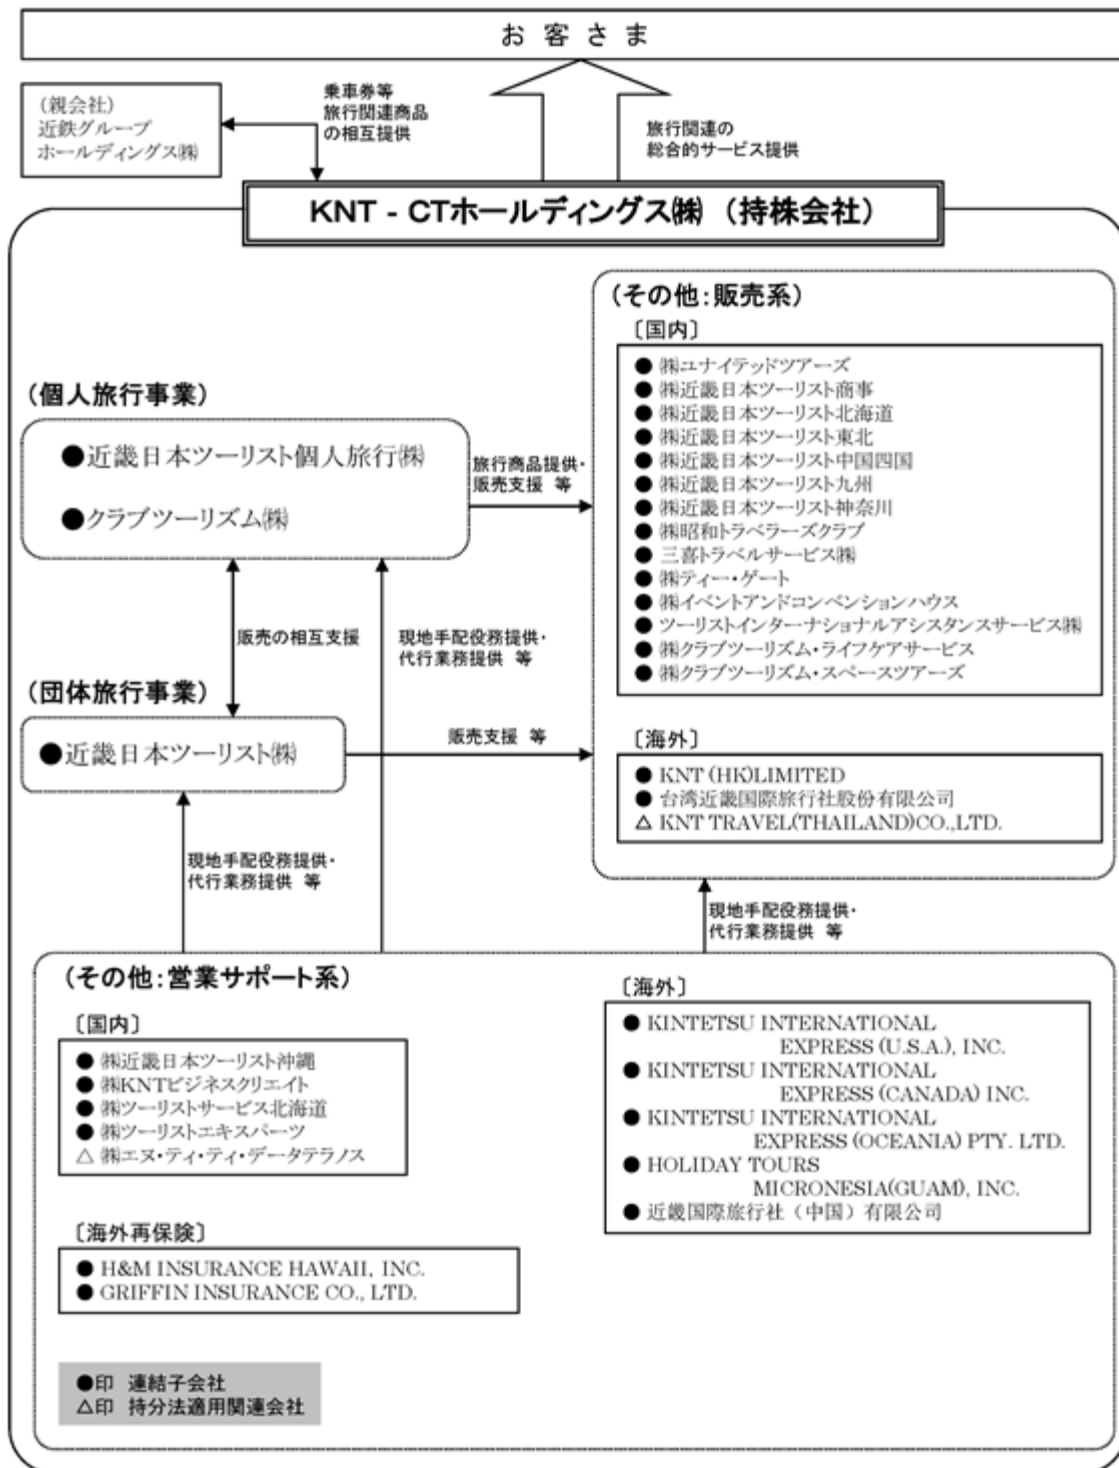 お 客 さ ま
(親会社)
近鉄グループ
ホールディングス㈱
乗車券等
旅行関連商品
の相互提供
旅行関連の
総合的サービス提供
KNT - CTホールディングス㈱ (持株会社)
(個人旅行事業)
●近畿日本ツーリスト個人旅行㈱
●クラブツーリズム㈱
旅行商品提供・
販売支援 等
販売の相互支援
現地手配役務提供・
代行業務提供 等
(団体旅行事業)
●近畿日本ツーリスト㈱
販売支援 等
現地手配役務提供・
代行業務提供 等
(その他:販売系)
〔国内〕
● ㈱ユナイテッドツアーズ
● ㈱近畿日本ツーリスト商事
● ㈱近畿日本ツーリスト北海道
● ㈱近畿日本ツーリスト東北
● ㈱近畿日本ツーリスト中国四国
● ㈱近畿日本ツーリスト九州
● ㈱近畿日本ツーリスト神奈川
● ㈱昭和トラベラーズクラブ
● 三喜トラベルサービス㈱
● ㈱ティー・ゲート
● ㈱イベントアンドコンベンションハウス
● ツーリストインターナショナルアシスタンスサービス㈱
● ㈱クラブツーリズム・ライフケアサービス
● ㈱クラブツーリズム・スペースツアーズ
〔海外〕
● KNT (HK)LIMITED
● 台湾近畿国際旅行社股份有限公司
△ KNT TRAVEL(THAILAND)CO.,LTD.
現地手配役務提供・
代行業務提供 等
(その他:営業サポート系)
〔国内〕
● ㈱近畿日本ツーリスト沖縄
● ㈱KNTビジネスクリエイト
● ㈱ツーリストサービス北海道
● ㈱ツーリストエキスパーツ
△ ㈱エヌ・ティ・ティ・データテラノス
〔海外再保険〕
● H&M INSURANCE HAWAII, INC.
● GRIFFIN INSURANCE CO., LTD.
〔海外〕
● KINTETSU INTERNATIONAL
EXPRESS (U.S.A.), INC.
● KINTETSU INTERNATIONAL
EXPRESS (CANADA) INC.
● KINTETSU INTERNATIONAL
EXPRESS (OCEANIA) PTY. LTD.
● HOLIDAY TOURS
MICRONESIA(GUAM), INC.
● 近畿国際旅行社(中国)有限公司
●印 連結子会社
△印 持分法適用関連会社